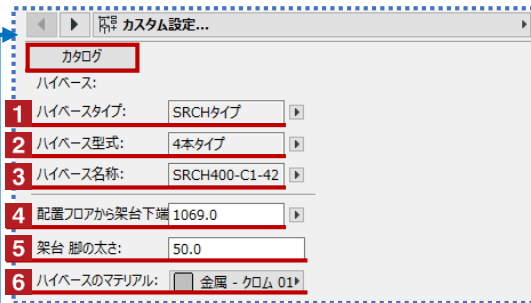 カスタム設定...
カタログ
ハイベース:
1 ハイベースタイプ: SRCHタイプ
2 ハイベース型式: 4本タイプ
3 ハイベース名称: SRCH400-C1-42
4 配置フロアから架台下端 1069.0
5 架台 脚の太さ: 50.0
6 ハイベースのマテリアル: 金属 - クロム 01